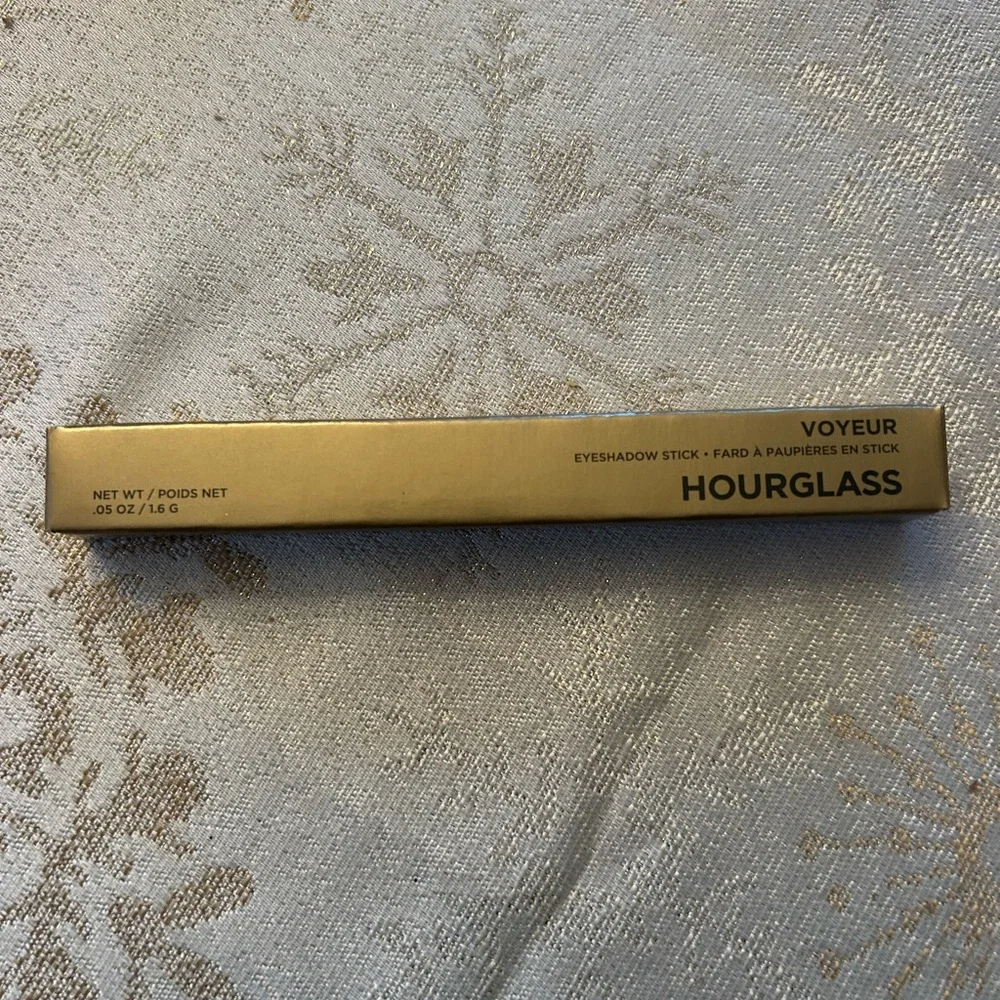 VOYEUR
EYESHADOW STICK • FARD À PAUPIÈRES EN STICK
HOURGLASS
NET WT / POIDS NET
.05 OZ / 1.6 G